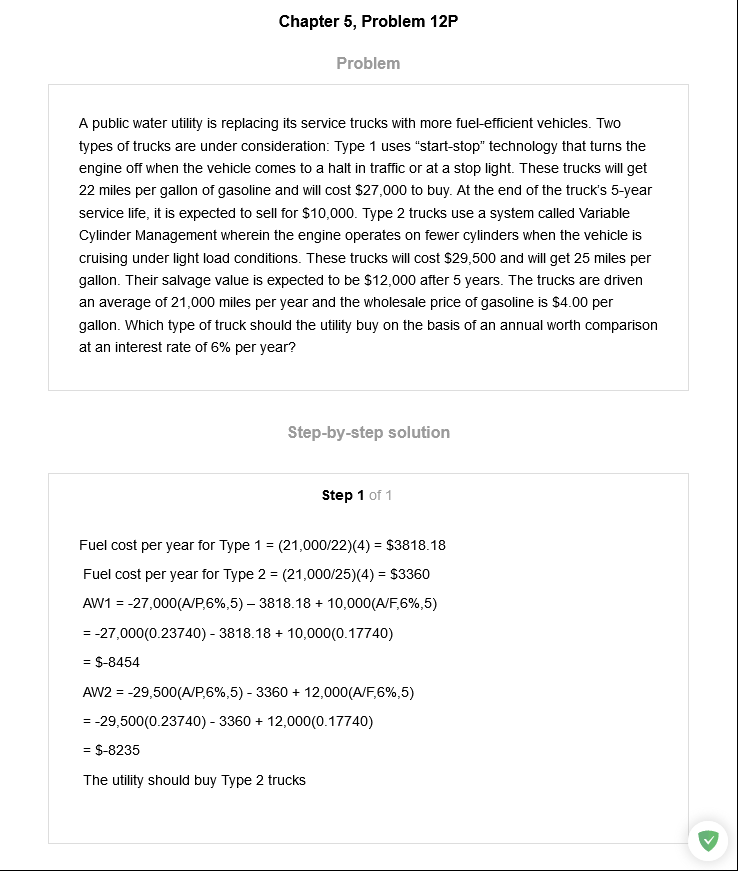 Chapter 5, Problem 12P
Problem
A public water utility is replacing its service trucks with more fuel-efficient vehicles. Two
types of trucks are under consideration: Type 1 uses “start-stop” technology that turns the
engine off when the vehicle comes to a halt in traffic or at a stop light. These trucks will get
22 miles per gallon of gasoline and will cost $27,000 to buy. At the end of the truck’s 5-year
service life, it is expected to sell for $10,000. Type 2 trucks use a system called Variable
Cylinder Management wherein the engine operates on fewer cylinders when the vehicle is
cruising under light load conditions. These trucks will cost $29,500 and will get 25 miles per
gallon. Their salvage value is expected to be $12,000 after 5 years. The trucks are driven
an average of 21,000 miles per year and the wholesale price of gasoline is $4.00 per
gallon. Which type of truck should the utility buy on the basis of an annual worth comparison
at an interest rate of 6% per year?
Step-by-step solution
Step 1 of 1
Fuel cost per year for Type 1 = (21,000/22)(4) = $3818.18
Fuel cost per year for Type 2 = (21,000/25)(4) = $3360
AW1 = -27,000(A/P,6%,5) – 3818.18 + 10,000(A/F,6%,5)
= -27,000(0.23740) - 3818.18 + 10,000(0.17740)
= $-8454
AW2 = -29,500(A/P,6%,5) - 3360 + 12,000(A/F,6%,5)
= -29,500(0.23740) - 3360 + 12,000(0.17740)
= $-8235
The utility should buy Type 2 trucks